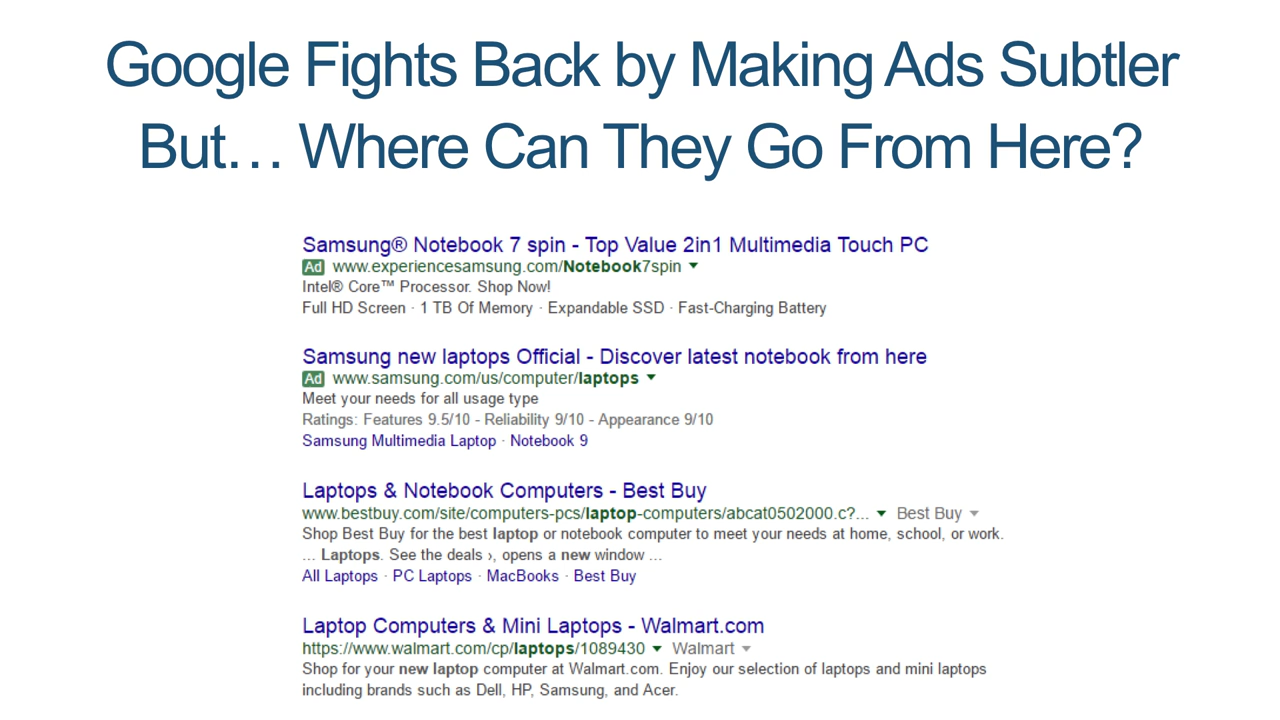 Google Fights Back by Making Ads Subtler
But… Where Can They Go From Here?
Samsung® Notebook 7 spin - Top Value 2in1 Multimedia Touch PC
Ad www.experiencesamsung.com/Notebook7spin
Intel® Core™ Processor. Shop Now!
Full HD Screen · 1 TB Of Memory · Expandable SSD · Fast-Charging Battery
Samsung new laptops Official - Discover latest notebook from here
Ad www.samsung.com/us/computer/laptops
Meet your needs for all usage type
Ratings: Features 9.5/10 - Reliability 9/10 - Appearance 9/10
Samsung Multimedia Laptop · Notebook 9
Laptops & Notebook Computers - Best Buy
www.bestbuy.com/site/computers-pcs/laptop-computers/abcat0502000.c?... Best Buy
Shop Best Buy for the best laptop or notebook computer to meet your needs at home, school, or work.
... Laptops. See the deals ›, opens a new window ...
All Laptops · PC Laptops · MacBooks · Best Buy
Laptop Computers & Mini Laptops - Walmart.com
https://www.walmart.com/cp/laptops/1089430 Walmart
Shop for your new laptop computer at Walmart.com. Enjoy our selection of laptops and mini laptops
including brands such as Dell, HP, Samsung, and Acer.